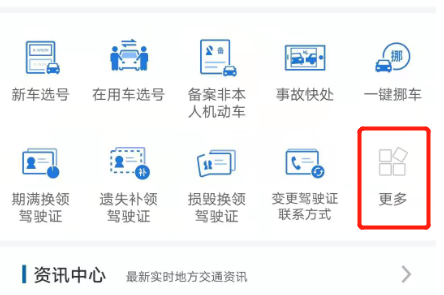 备
挪
新车选号 在用车选号 备案非本 事故快处 一键挪车
人机动车
补
期满换领 遗失补领 损毁换领 变更驾驶证 更多
驾驶证 驾驶证 驾驶证 联系方式
资讯中心 最新实时地方交通资讯